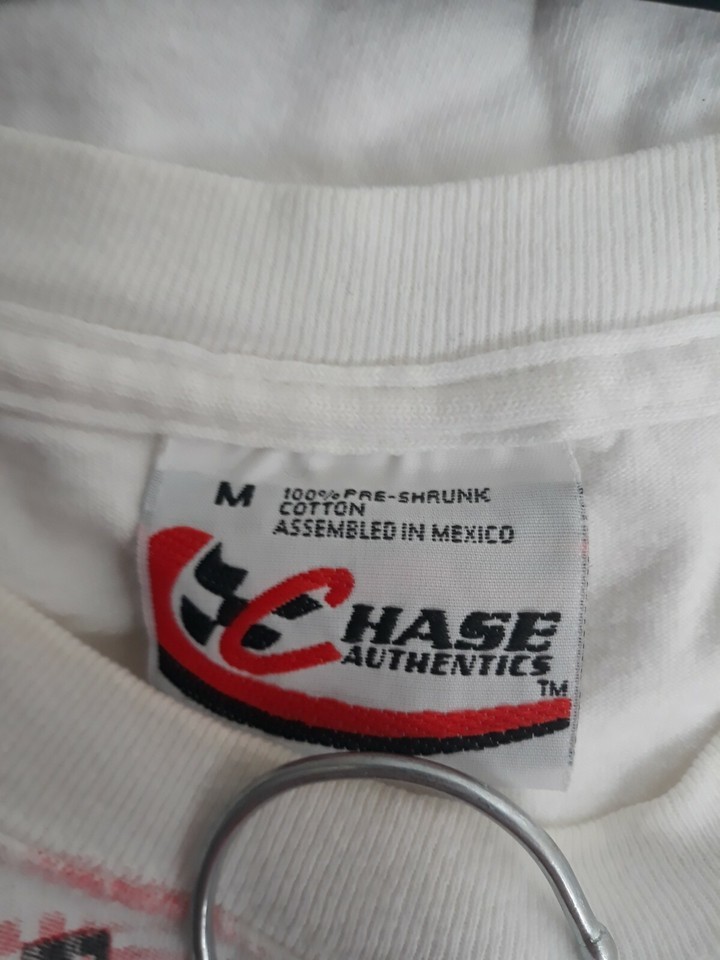 M 100% PRE-SHRUNK
COTTON
ASSEMBLED IN MEXICO
CHASE
AUTHENTICS
TM